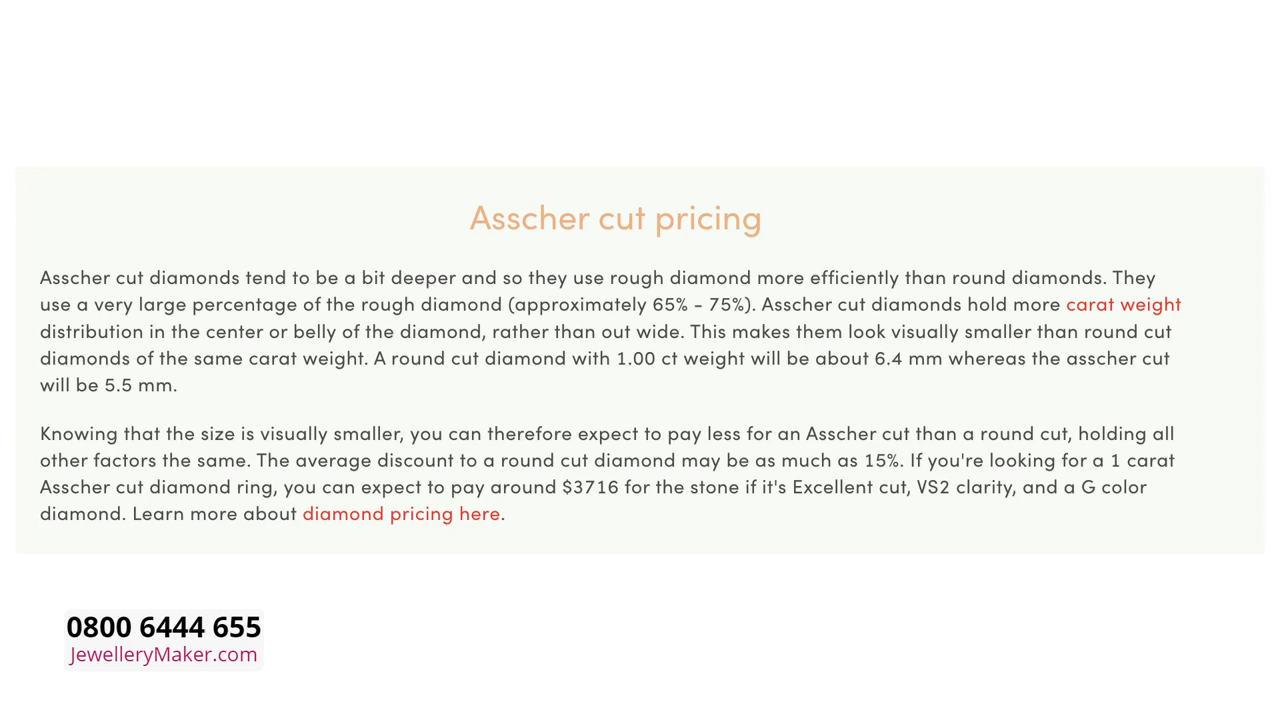 Asscher cut pricing
Asscher cut diamonds tend to be a bit deeper and so they use rough diamond more efficiently than round diamonds. They
use a very large percentage of the rough diamond (approximately 65% - 75%). Asscher cut diamonds hold more carat weight
distribution in the center or belly of the diamond, rather than out wide. This makes them look visually smaller than round cut
diamonds of the same carat weight. A round cut diamond with 1.00 ct weight will be about 6.4 mm whereas the asscher cut
will be 5.5 mm.
Knowing that the size is visually smaller, you can therefore expect to pay less for an Asscher cut than a round cut, holding all
other factors the same. The average discount to a round cut diamond may be as much as 15%. If you're looking for a 1 carat
Asscher cut diamond ring, you can expect to pay around $3716 for the stone if it's Excellent cut, VS2 clarity, and a G color
diamond. Learn more about diamond pricing here.
0800 6444 655
JewelleryMaker.com